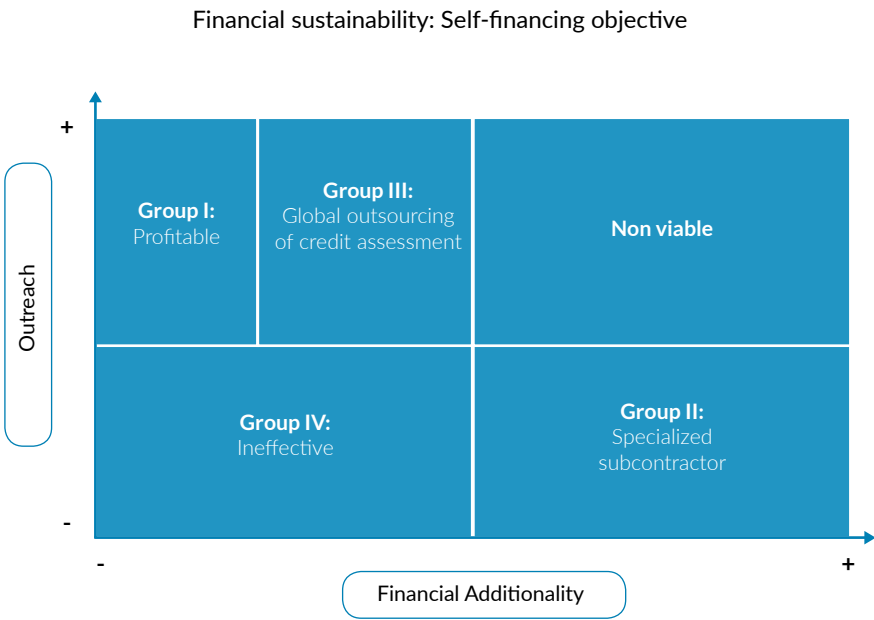 Financial sustainability: Self-financing objective
+
Group I:
Profitable
Group III:
Global outsourcing
of credit assessment
Non viable
Outreach
Group IV:
Ineffective
Group II:
Specialized
subcontractor
-
-
+
Financial Additionality